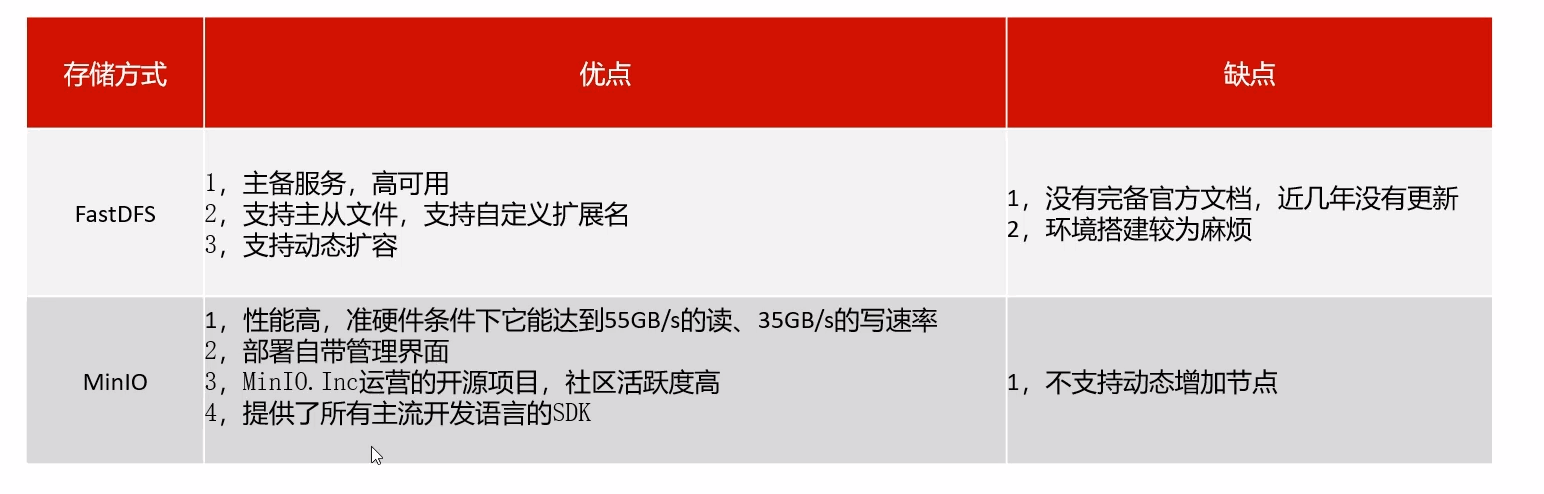 存储方式
优点
缺点
FastDFS
1，主备服务，高可用
2，支持主从文件，支持自定义扩展名
3，支持动态扩容
1，没有完备官方文档，近几年没有更新
2，环境搭建较为麻烦
MinIO
1，性能高，准硬件条件下它能达到55GB/s的读、35GB/s的写速率
2，部署自带管理界面
3，MinIO.Inc运营的开源项目，社区活跃度高
4，提供了所有主流开发语言的SDK
1，不支持动态增加节点